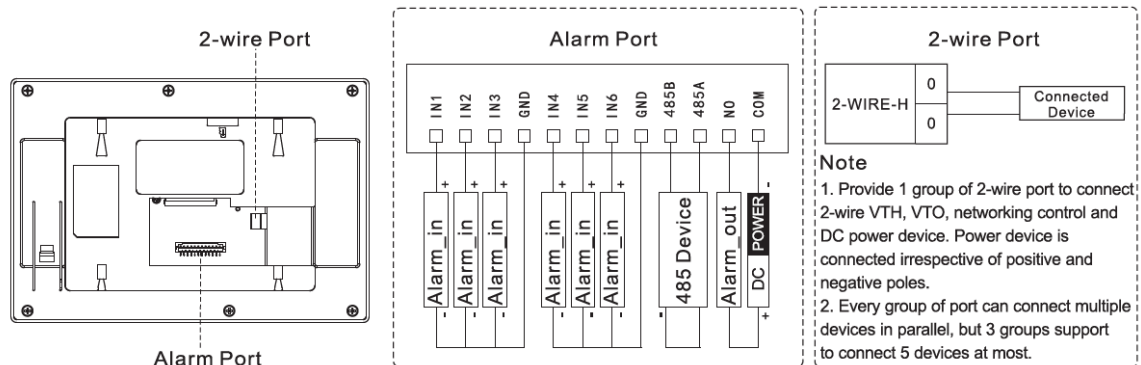 2-wire Port
Alarm Port
Alarm Port
IN1 IN2 IN3 GND IN4 IN5 IN6 GND 485B 485A NO COM
+ + + + + + -
Alarm_in Alarm_in Alarm_in Alarm_in Alarm_in Alarm_in 485 Device Alarm_out DC POWER
- - - - - - - +
2-wire Port
2-WIRE-H
0
0
Connected
Device
Note
1. Provide 1 group of 2-wire port to connect
2-wire VTH, VTO, networking control and
DC power device. Power device is
connected irrespective of positive and
negative poles.
2. Every group of port can connect multiple
devices in parallel, but 3 groups support
to connect 5 devices at most.